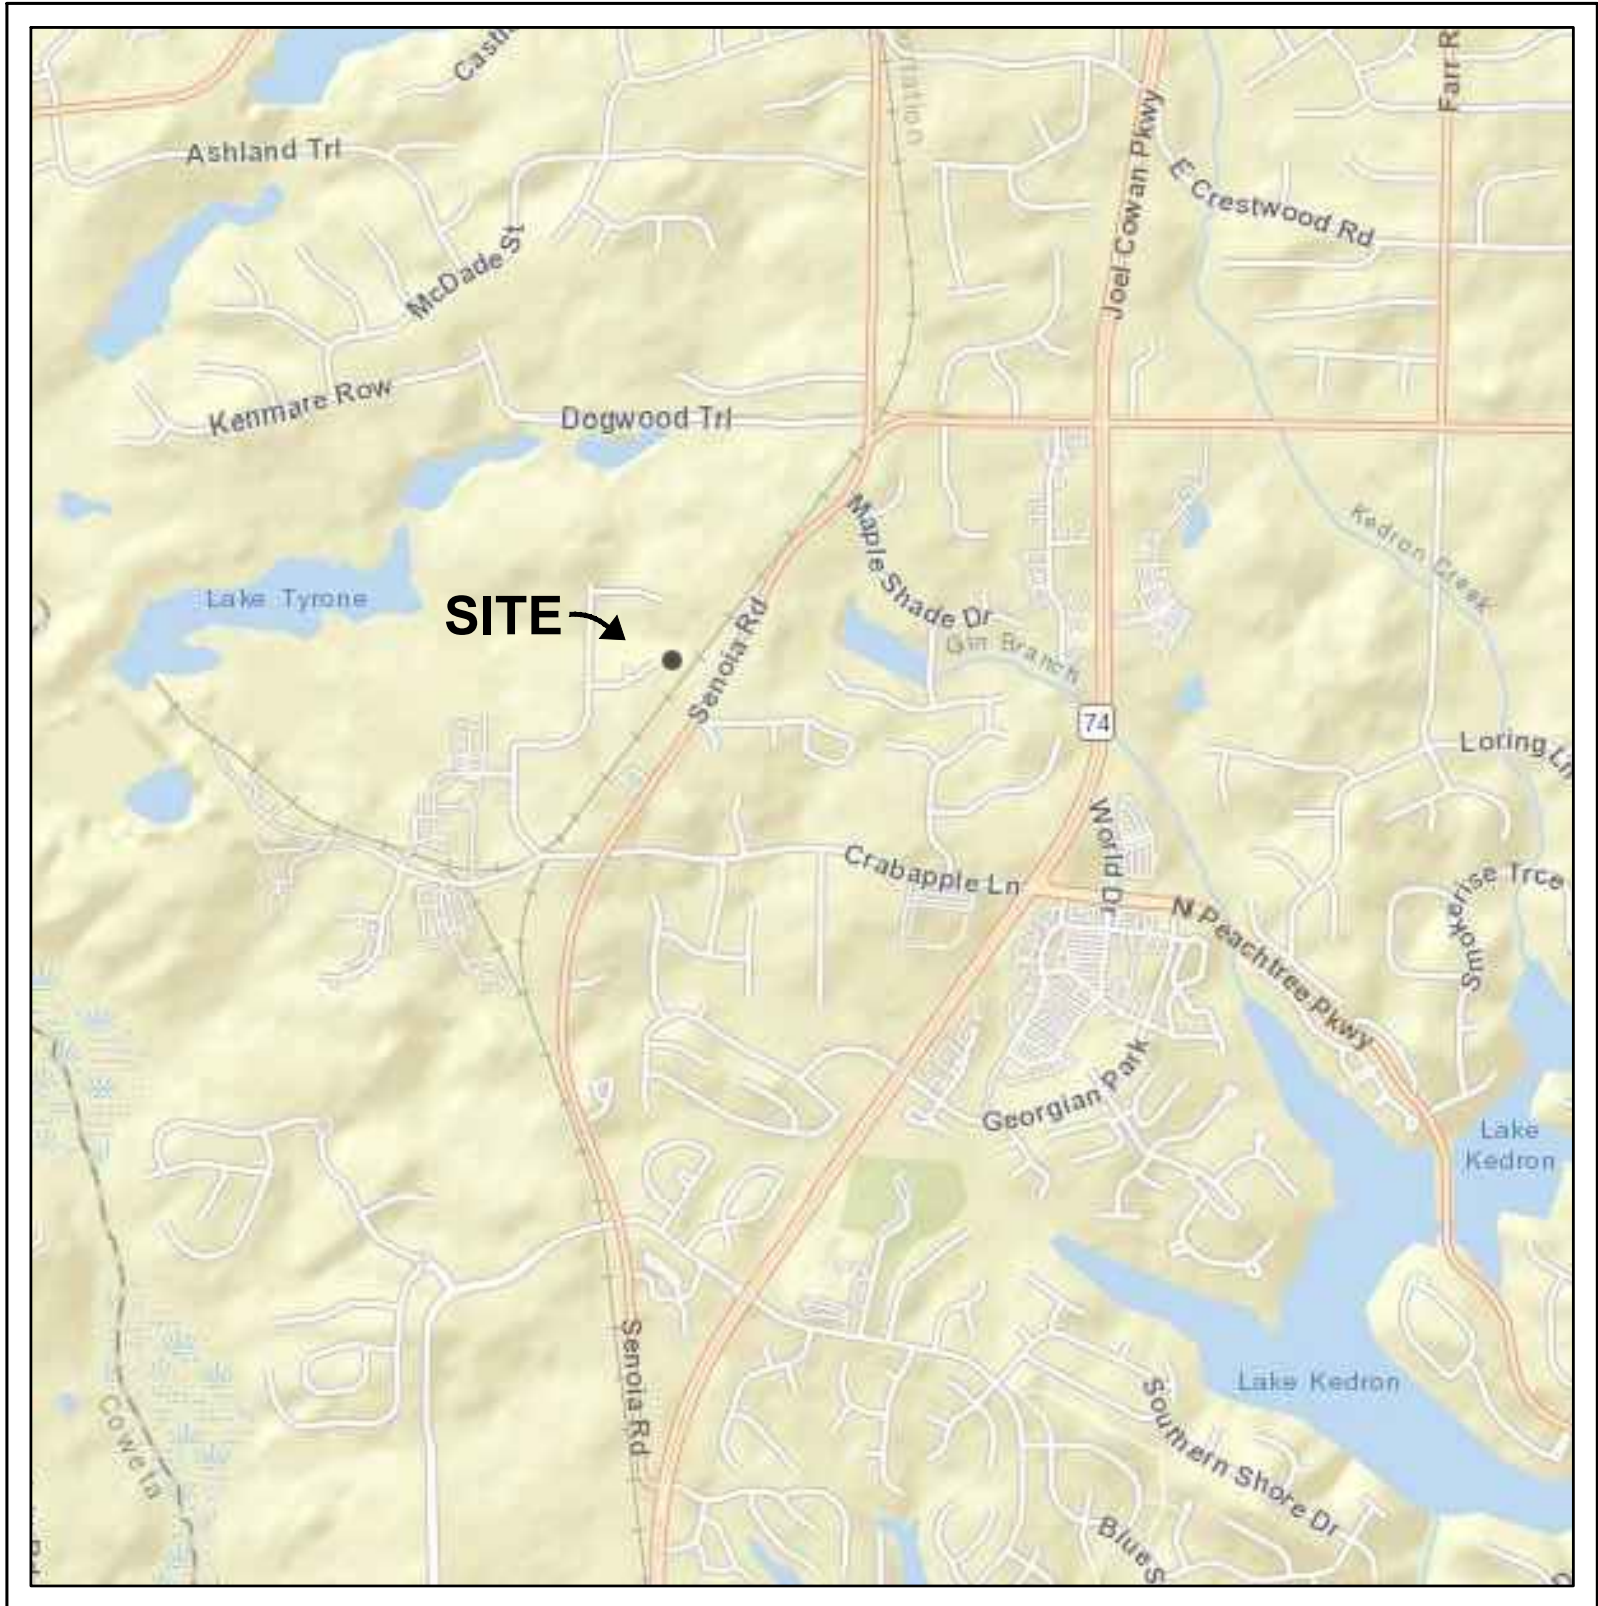 Castl
Farr R
Ashland Trl
Joel Cowan Pkwy
E Crestwood Rd
McDade St
Kenmare Row
Dogwood Trl
Maple Shade Dr
Kedron Creek
Lake Tyrone
SITE
Senoia Rd
Gin Branch
74
Loring Ln
World Dr
Crabapple Ln
N Peachtree Pkwy
Smokerise Trce
Georgian Park
Lake
Kedron
Senoia Rd
Lake Kedron
Coweta
Southern Shore Dr
Blue S